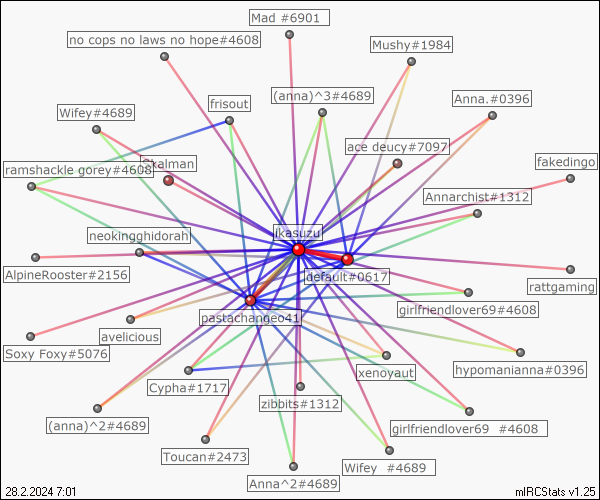 Mad #6901
no cops no laws no hope#4608
Mushy#1984
(anna)^3#4689
Anna.#0396
frisout
Wifey#4689
ace deucy#7097
fakedingo
ramshackle gorey#4608
Annarchist#1312
ikasuzu
neokingghidorah
AlpineRooster#2156
default#0617
rattgaming
girlfriendlover69#4608
pastachange041
avelicious
Soxy Foxy#5076
xenoyaut
hypomanianna#0396
Cypha#1717
zibbits#1312
(anna)^2#4689
girlfriendlover69 #4608
Toucan#2473
Wifey #4689
Anna^2#4689
28.2.2024 7:01
mIRCStats v1.25